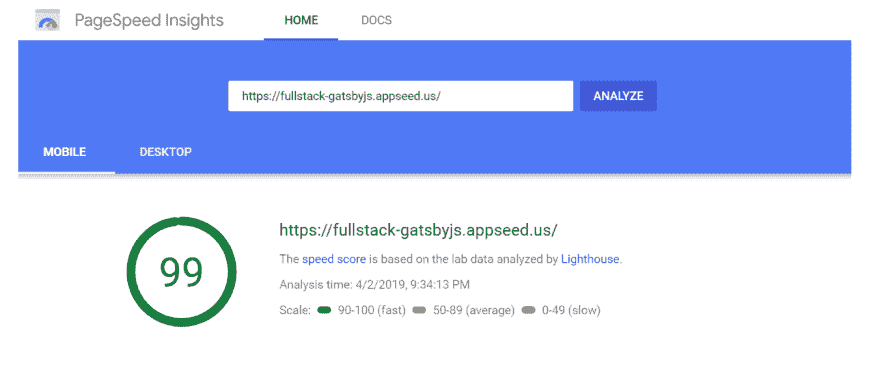 PageSpeed Insights HOME DOCS
https://fullstack-gatsbyjs.appseed.us/ ANALYZE
MOBILE DESKTOP
99
https://fullstack-gatsbyjs.appseed.us/
The speed score is based on the lab data analyzed by Lighthouse.
Analysis time: 4/2/2019, 9:34:13 PM
Scale: 90-100 (fast) 50-89 (average) 0-49 (slow)